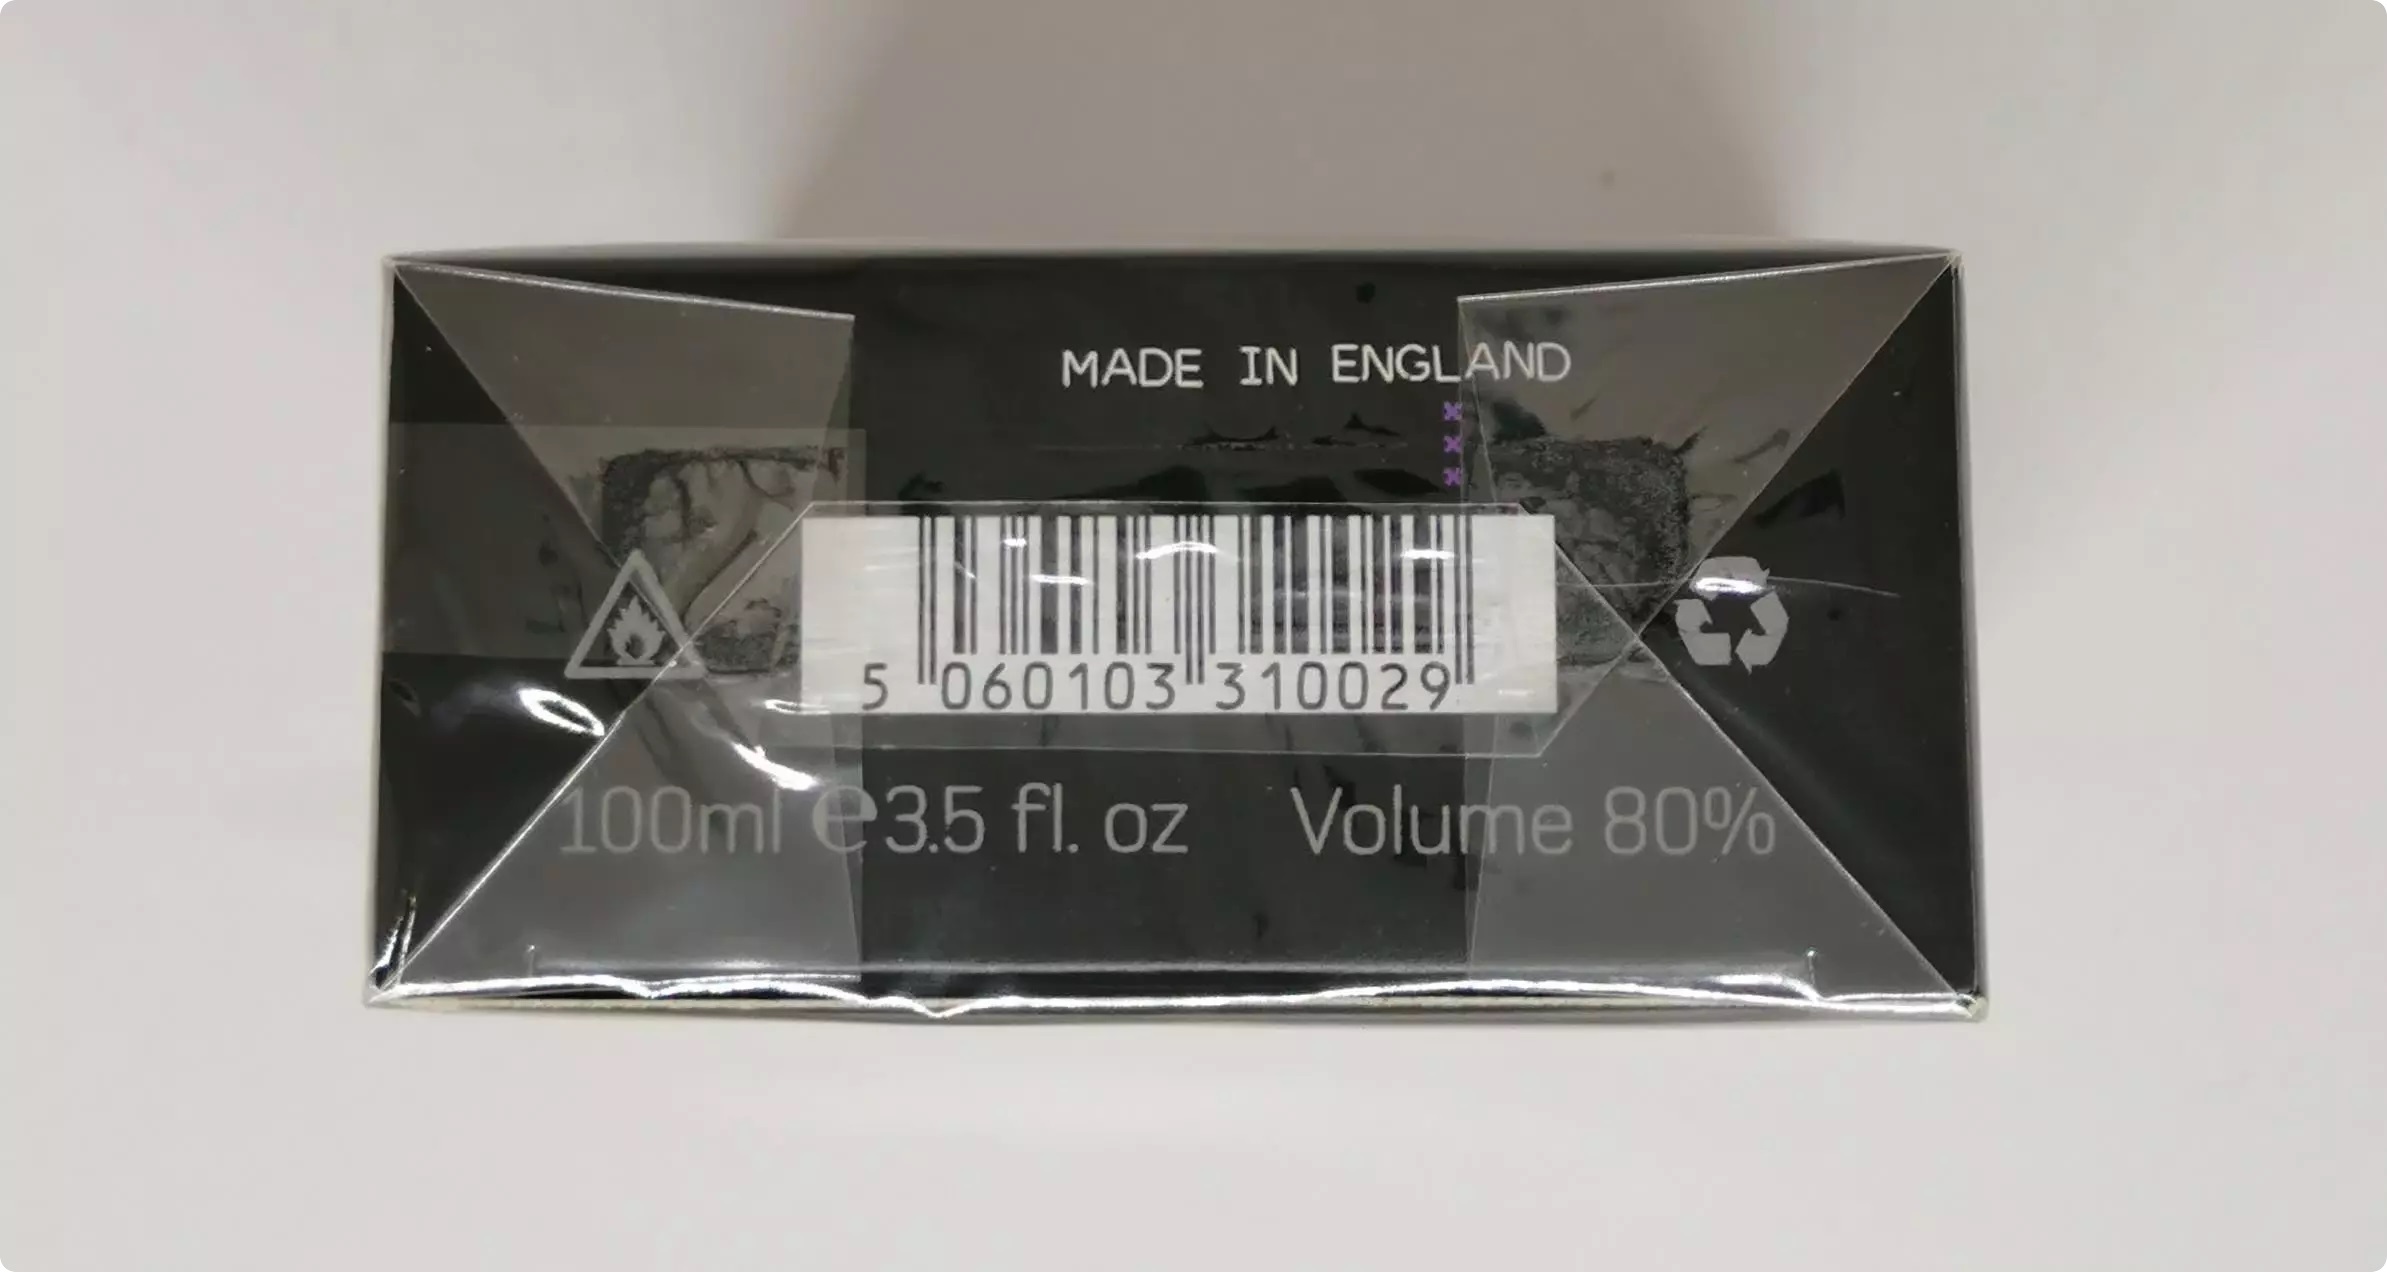 MADE IN ENGLAND
5 060103 310029
100ml e 3.5 fl. oz Volume 80%